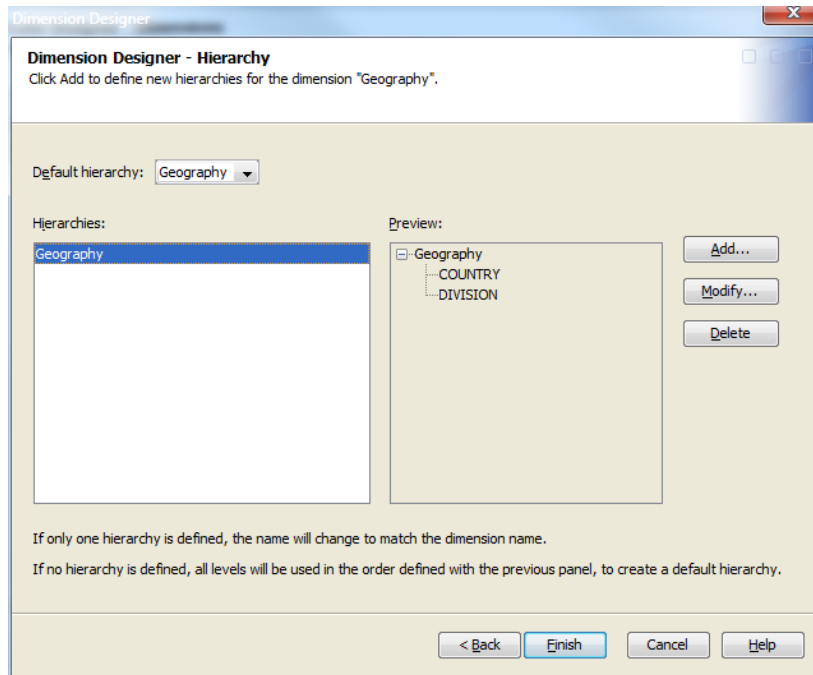 Dimension Designer
Dimension Designer - Hierarchy
Click Add to define new hierarchies for the dimension "Geography".
Default hierarchy: Geography
Hierarchies:
Geography
Preview:
Geography
COUNTRY
DIVISION
Add...
Modify...
Delete
If only one hierarchy is defined, the name will change to match the dimension name.
If no hierarchy is defined, all levels will be used in the order defined with the previous panel, to create a default hierarchy.
< Back Finish Cancel Help